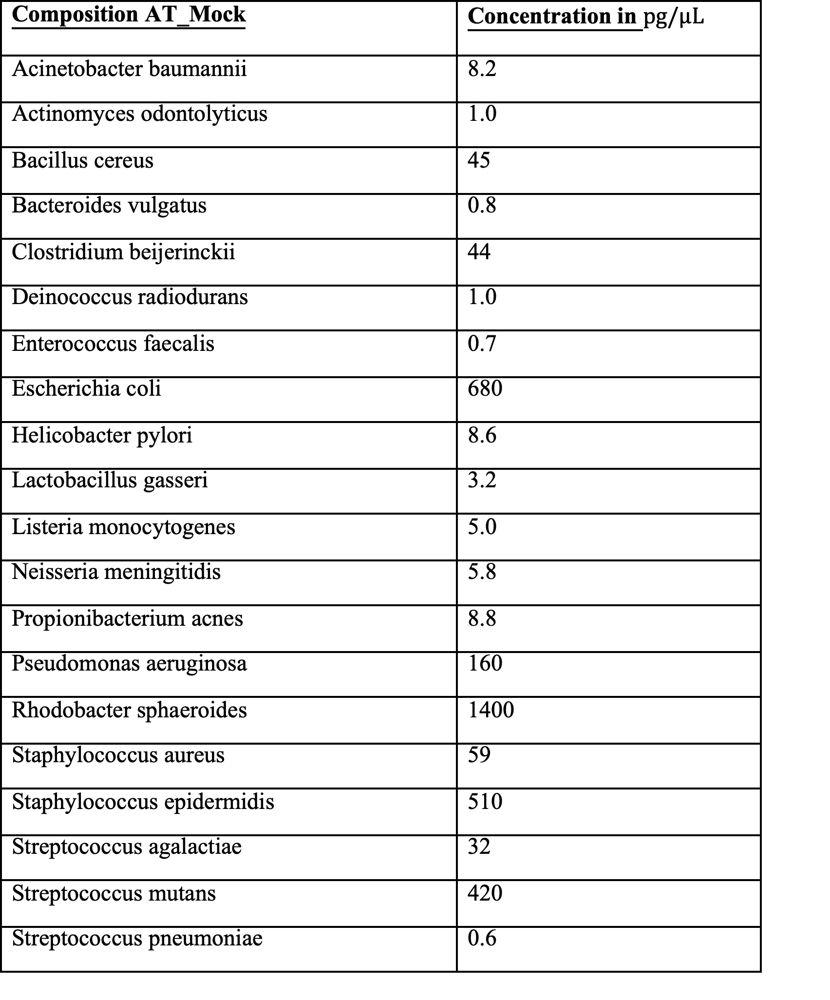 Composition AT_Mock Concentration in pg/µL
Acinetobacter baumannii 8.2
Actinomyces odontolyticus 1.0
Bacillus cereus 45
Bacteroides vulgatus 0.8
Clostridium beijerinckii 44
Deinococcus radiodurans 1.0
Enterococcus faecalis 0.7
Escherichia coli 680
Helicobacter pylori 8.6
Lactobacillus gasseri 3.2
Listeria monocytogenes 5.0
Neisseria meningitidis 5.8
Propionibacterium acnes 8.8
Pseudomonas aeruginosa 160
Rhodobacter sphaeroides 1400
Staphylococcus aureus 59
Staphylococcus epidermidis 510
Streptococcus agalactiae 32
Streptococcus mutans 420
Streptococcus pneumoniae 0.6